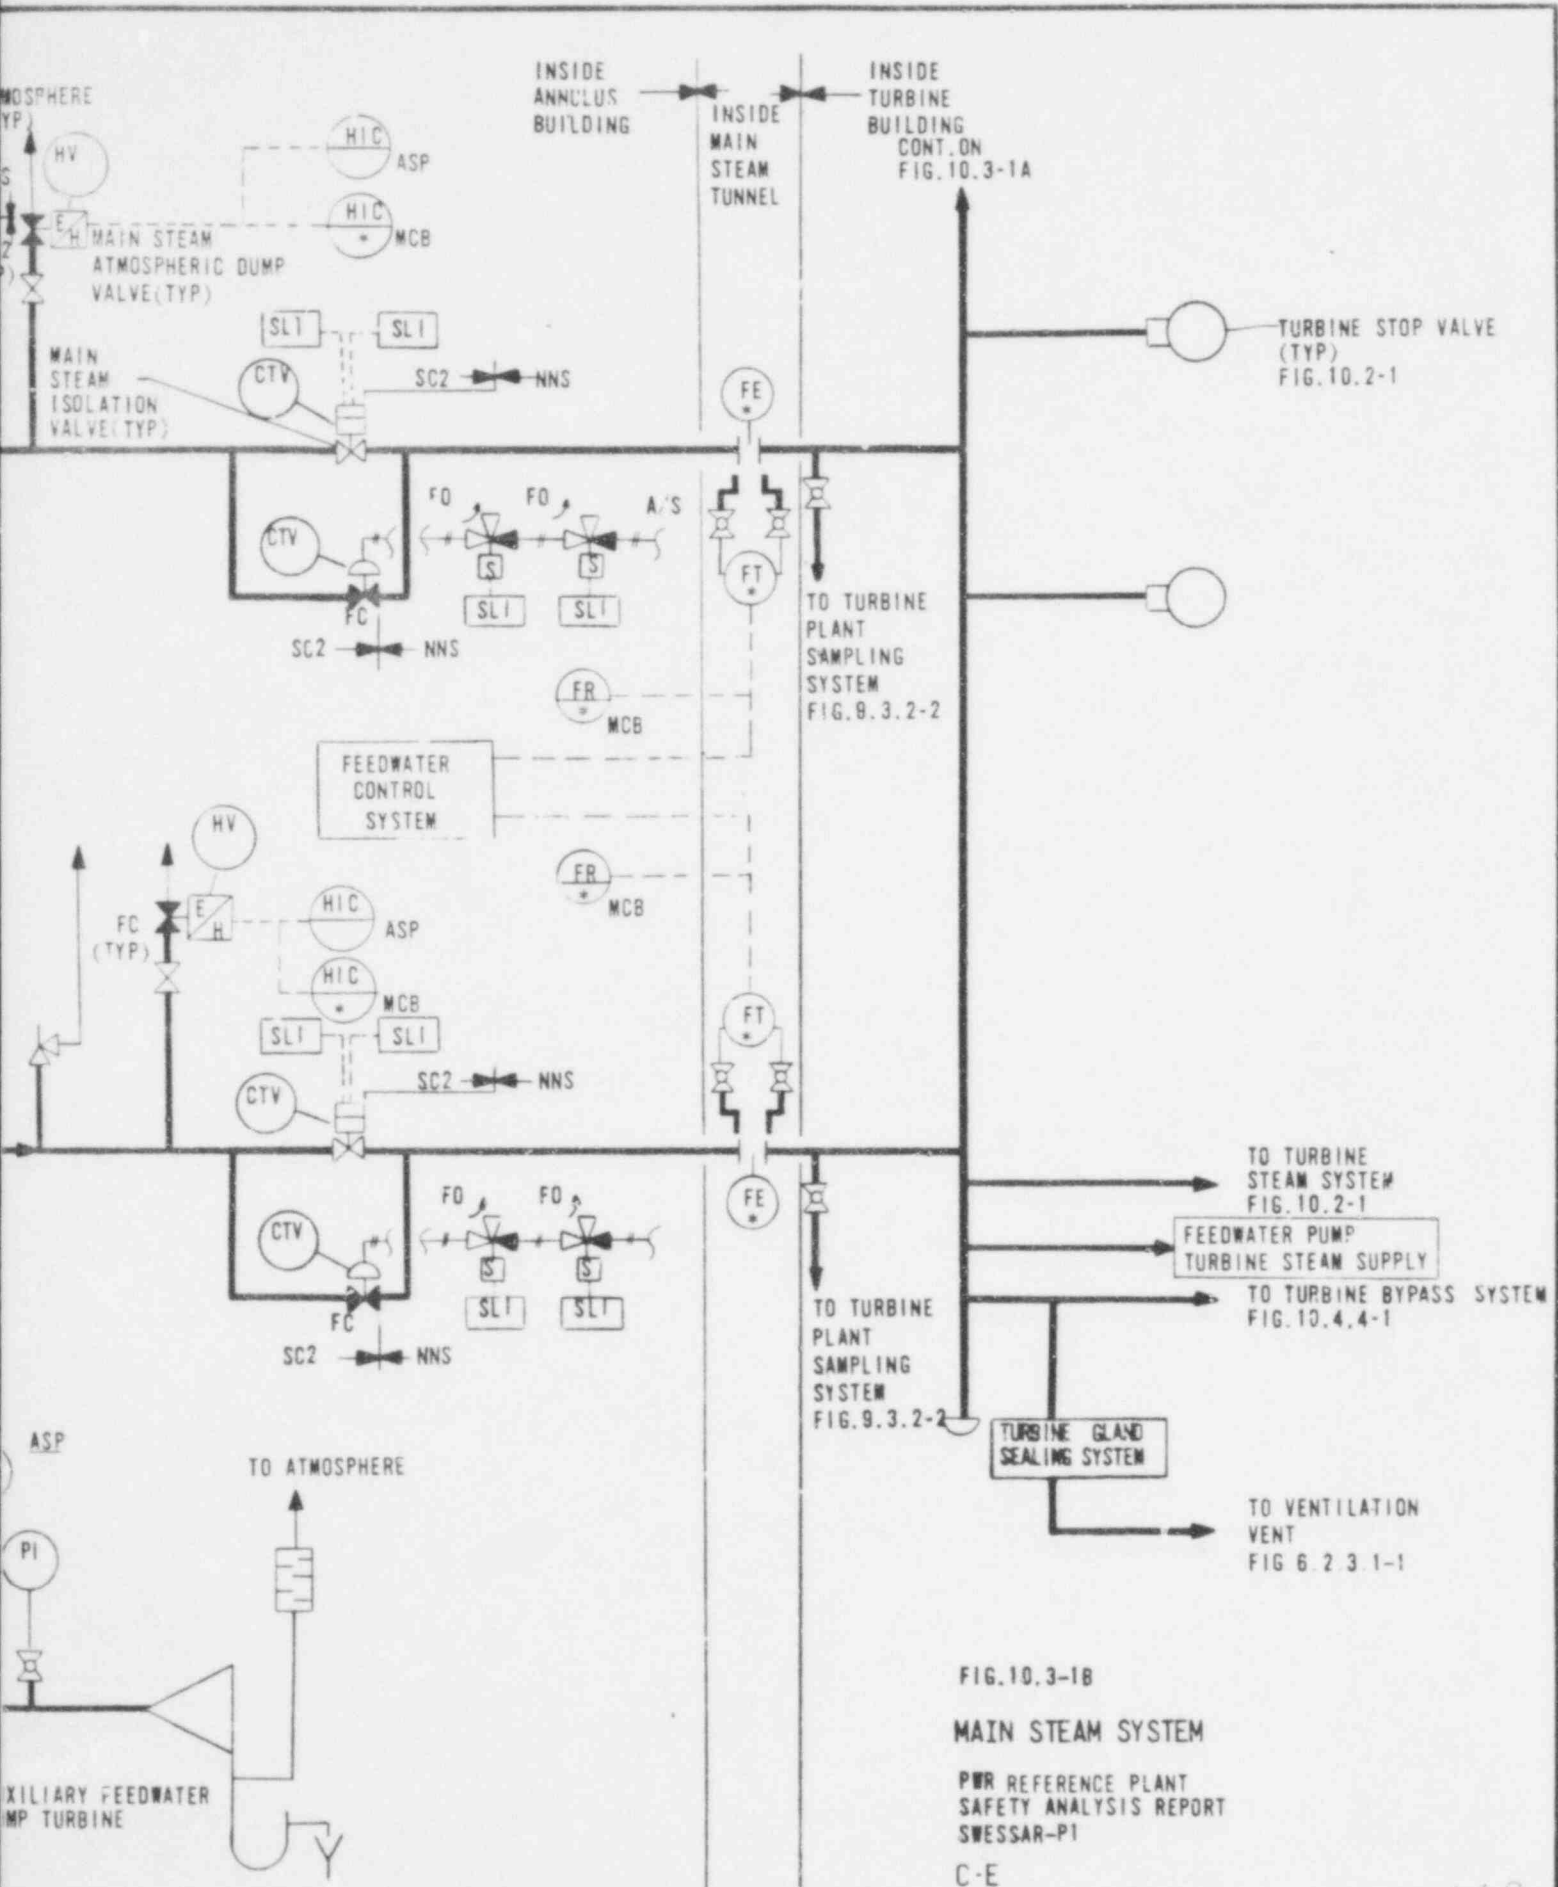 INSIDE
ANNULUS
BUILDING
INSIDE
MAIN
STEAM
TUNNEL
INSIDE
TURBINE
BUILDING
CONT.ON
FIG.10.3-1A
MOSPHERE
YP)
HV
S
E
H
Z
P)
MAIN STEAM
ATMOSPHERIC DUMP
VALVE(TYP)
HIC
ASP
HIC
*
MCB
SLI
SLI
MAIN
STEAM
ISOLATION
VALVE(TYP)
CTV
SC2
NNS
FE
*
TURBINE STOP VALVE
(TYP)
FIG.10.2-1
CTV
FC
FO
FO
A/S
S
S
SLI
SLI
SC2
NNS
FT
*
TO TURBINE
PLANT
SAMPLING
SYSTEM
FIG.9.3.2-2
FR
*
MCB
FEEDWATER
CONTROL
SYSTEM
FR
*
MCB
HV
E
H
FC
(TYP)
HIC
ASP
HIC
*
MCB
SLI
SLI
CTV
SC2
NNS
FT
*
FE
*
CTV
FC
FO
FO
S
S
SLI
SLI
SC2
NNS
TO TURBINE
PLANT
SAMPLING
SYSTEM
FIG.9.3.2-2
TO TURBINE
STEAM SYSTEM
FIG.10.2-1
FEEDWATER PUMP
TURBINE STEAM SUPPLY
TO TURBINE BYPASS SYSTEM
FIG.10.4.4-1
TURBINE GLAND
SEALING SYSTEM
TO VENTILATION
VENT
FIG 6.2.3.1-1
ASP
PI
TO ATMOSPHERE
XILIARY FEEDWATER
MP TURBINE
FIG.10.3-1B
MAIN STEAM SYSTEM
PWR REFERENCE PLANT
SAFETY ANALYSIS REPORT
SWESSAR-P1
C-E